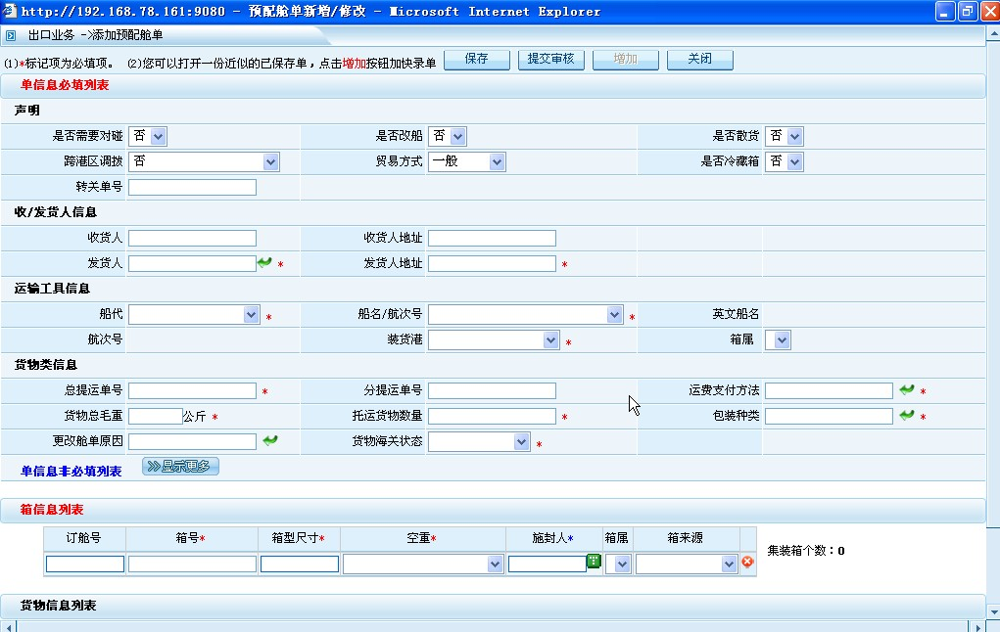 http://192.168.78.161:9080 - 预配舱单新增/修改 - Microsoft Internet Explorer
出口业务 ->添加预配舱单
(1)*标记项为必填项。 (2)您可以打开一份近似的已保存单，点击增加按钮加快录单 保存 提交审核 增加 关闭
单信息必填列表
声明
是否需要对碰 否 是否改船 否 是否散货 否
跨港区调拨 否 贸易方式 一般 是否冷藏箱 否
转关单号
收/发货人信息
收货人 收货人地址
发货人 * 发货人地址 *
运输工具信息
船代 * 船名/航次号 * 英文船名
航次号 装货港 * 箱属
货物类信息
总提运单号 * 分提运单号 运费支付方法 *
货物总毛重 公斤 * 托运货物数量 * 包装种类 *
更改舱单原因 货物海关状态 *
单信息非必填列表 显示更多
箱信息列表
订舱号 箱号* 箱型尺寸* 空重* 施封人* 箱属 箱来源
集装箱个数：0
货物信息列表